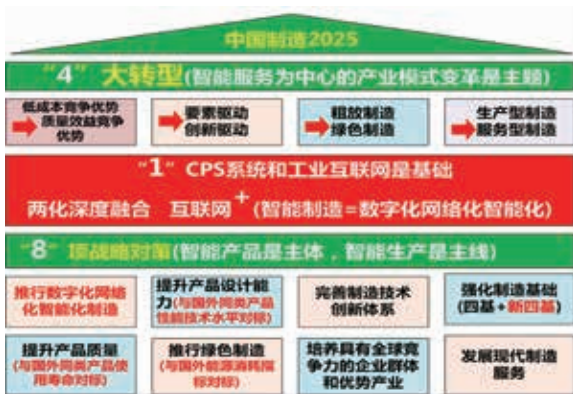 中国制造2025
“4”大转型(智能服务为中心的产业模式变革是主题)
低成本竞争优势
质量效益竞争
优势
要素驱动
创新驱动
粗放制造
绿色制造
生产型制造
服务型制造
“1”CPS系统和工业互联网是基础
两化深度融合 互联网+(智能制造=数字化网络化智能化)
“8”项战略对策(智能产品是主体，智能生产是主线)
推行数字化网络
化智能化制造
提升产品设计能
力(与国外同类产品
性能技术水平对标)
完善制造技术
创新体系
强化制造基础
(四基+新四基)
提升产品质量
(与国外同类产品使
用寿命对标)
推行绿色制造
(与国外能源消耗指
标对标)
培养具有全球竞
争力的企业群体
和优势产业
发展现代制造
服务